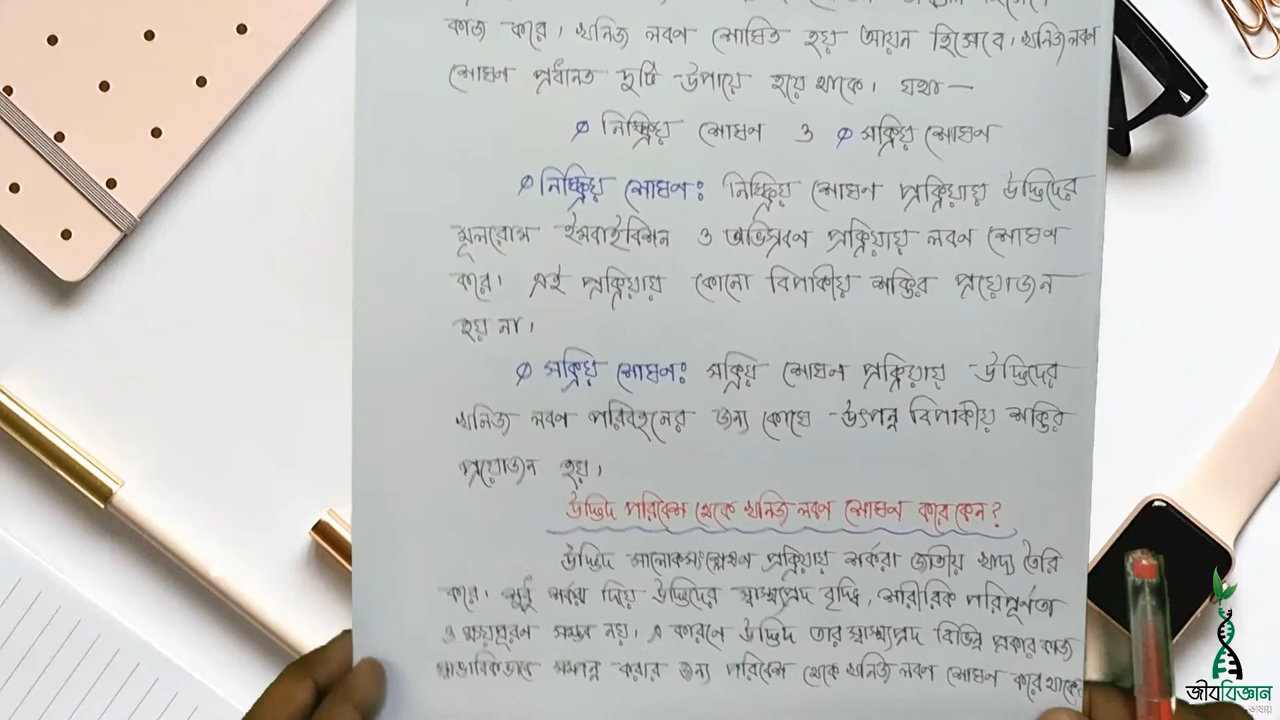 কাজ করে। খনিজ লবণ শোষিত হয় আয়ন হিসেবে। খনিজ লবণ
শোষণ প্রধানত দুটি উপায়ে হয়ে থাকে। যথা—
নিষ্ক্রিয় শোষণ ও সক্রিয় শোষণ
নিষ্ক্রিয় শোষণঃ নিষ্ক্রিয় শোষণ প্রক্রিয়ায় উদ্ভিদের
মূলরোম ইমবাইবিশন ও অভিস্রবণ প্রক্রিয়ায় লবণ শোষণ
করে। এই প্রক্রিয়ায় কোনো বিপাকীয় শক্তির প্রয়োজন
হয় না।
সক্রিয় শোষণঃ সক্রিয় শোষণ প্রক্রিয়ায় উদ্ভিদের
খনিজ লবণ পরিবহনের জন্য কোষে উৎপন্ন বিপাকীয় শক্তির
প্রয়োজন হয়।
উদ্ভিদ পরিবেশ থেকে খনিজ লবণ শোষণ করে কেন?
উদ্ভিদ সালোকসংশ্লেষণ প্রক্রিয়ায় শর্করা জাতীয় খাদ্য তৈরি
করে। শুধু শর্করা দিয়ে উদ্ভিদের স্বাস্থ্যপ্রদ বৃদ্ধি, শারীরিক পরিপূর্ণতা
ও ক্ষয়পূরণ সম্ভব নয়। এ কারণে উদ্ভিদ তার স্বাস্থ্যপ্রদ বিভিন্ন প্রকার কাজ
স্বাভাবিকভাবে সম্পন্ন করার জন্য পরিবেশ থেকে খনিজ লবণ শোষণ করে থাকে
জীববিজ্ঞান
ভাষায়